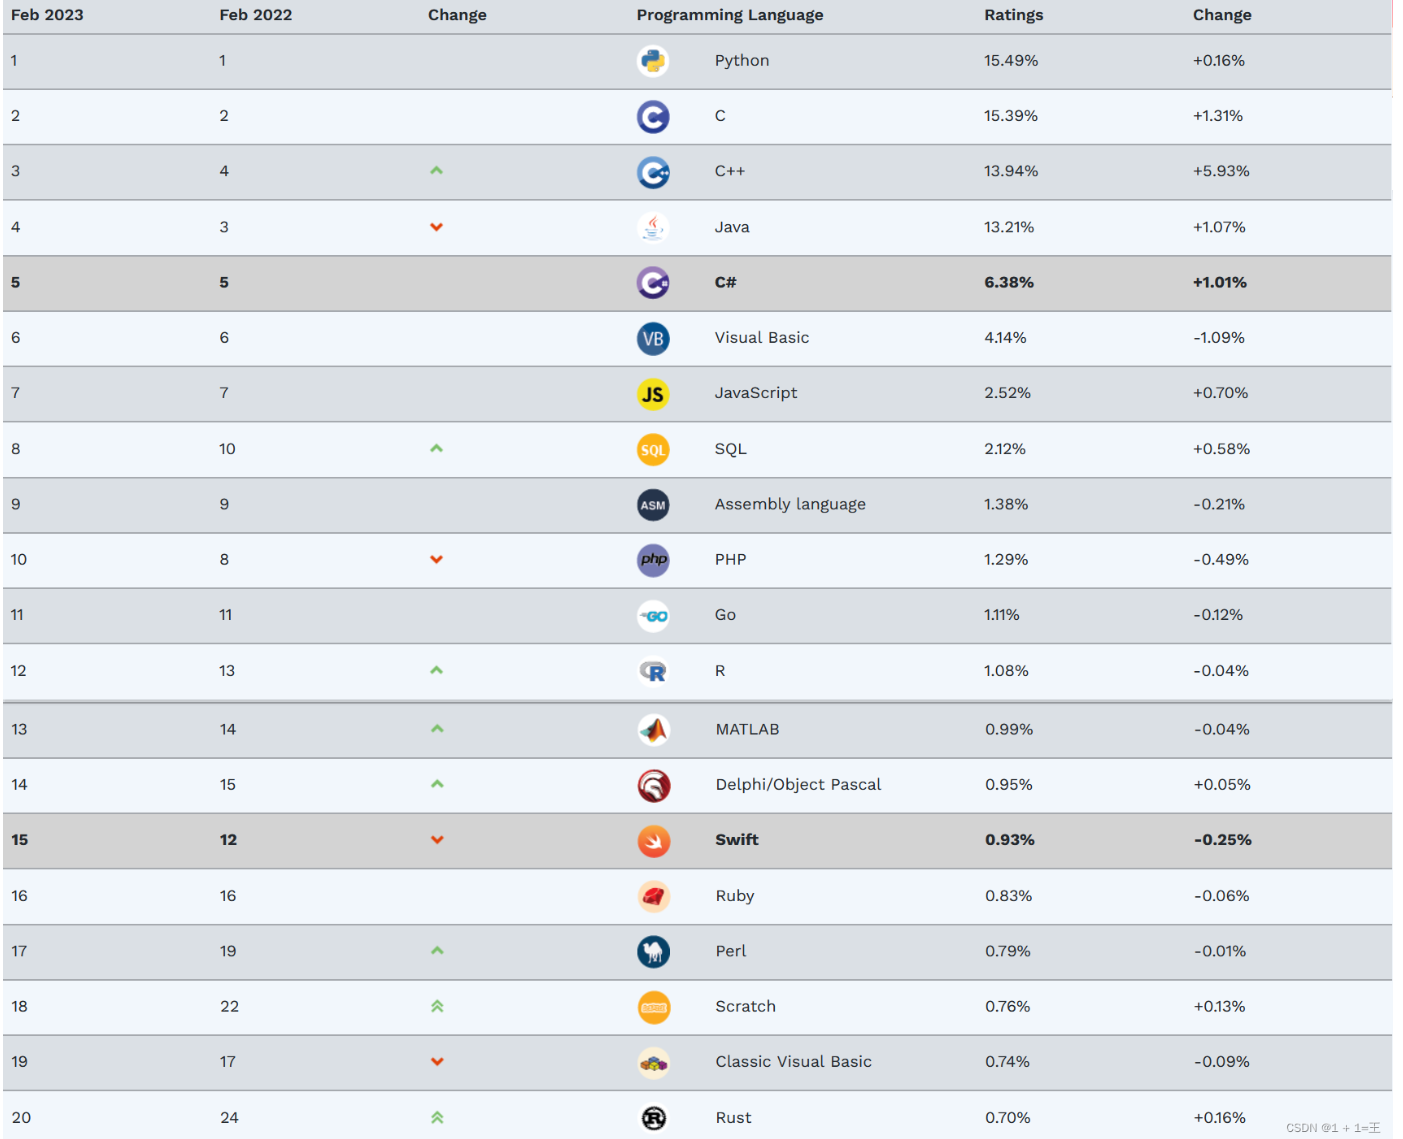 Feb 2023 Feb 2022 Change Programming Language Ratings Change
1 1 Python 15.49% +0.16%
2 2 C 15.39% +1.31%
3 4 C++ 13.94% +5.93%
4 3 Java 13.21% +1.07%
5 5 C# 6.38% +1.01%
6 6 VB Visual Basic 4.14% -1.09%
7 7 JS JavaScript 2.52% +0.70%
8 10 SQL SQL 2.12% +0.58%
9 9 ASM Assembly language 1.38% -0.21%
10 8 php PHP 1.29% -0.49%
11 11 GO Go 1.11% -0.12%
12 13 R R 1.08% -0.04%
13 14 MATLAB 0.99% -0.04%
14 15 Delphi/Object Pascal 0.95% +0.05%
15 12 Swift 0.93% -0.25%
16 16 Ruby 0.83% -0.06%
17 19 Perl 0.79% -0.01%
18 22 Scratch 0.76% +0.13%
19 17 Classic Visual Basic 0.74% -0.09%
20 24 R Rust 0.70% +0.16%
CSDN @1 + 1=王